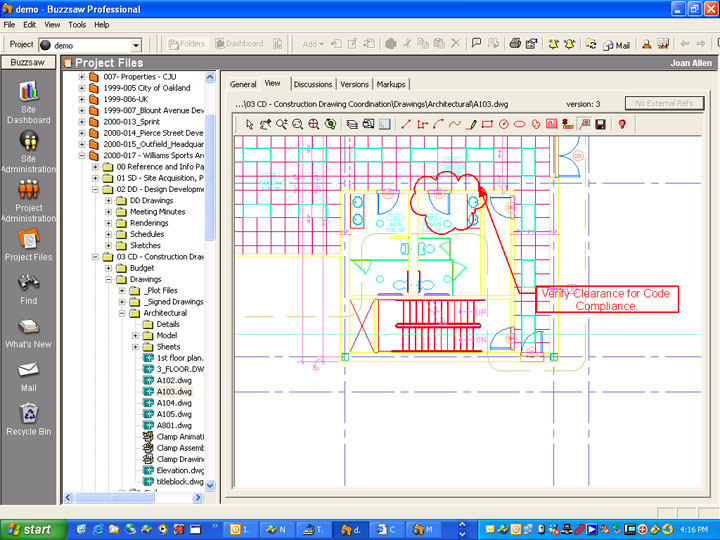 demo - Buzzsaw Professional
File Edit View Tools Help
Project demo Folders Dashboard Add Mail
Buzzsaw
Project Files
Joan Allen
Site Dashboard
Site Administration
Project Administration
Project Files
Find
What's New
Mail
Recycle Bin
007- Properties - CJU
1999-005 City of Oakland
1999-006-UK
1999-007_Blount Avenue Dev
2000-013_Sprint
2000-014_Pierce Street Deve
2000-015_Outfield_Headquar
2000-017 - Williams Sports Ar
00 Reference and Info Pa
01 SD - Site Acquisition, P
02 DD - Design Developme
DD Drawings
Meeting Minutes
Renderings
Schedules
Sketches
03 CD - Construction Draw
Budget
Drawings
_Plot Files
_Signed Drawings
Architectural
Details
Model
Sheets
1st floor plan.
3_FLOOR.DW
A102.dwg
A103.dwg
A104.dwg
A105.dwg
A801.dwg
Clamp Animati
Clamp Assemb
Clamp Drawin
Elevation.dwg
titleblock.dwg
General View Discussions Versions Markups
...\03 CD - Construction Drawing Coordination\Drawings\Architectural\A103.dwg version: 3 No External Refs
Verify Clearance for Code
Compliance.
UP
DN
start I. N T. d. C M 4:16 PM